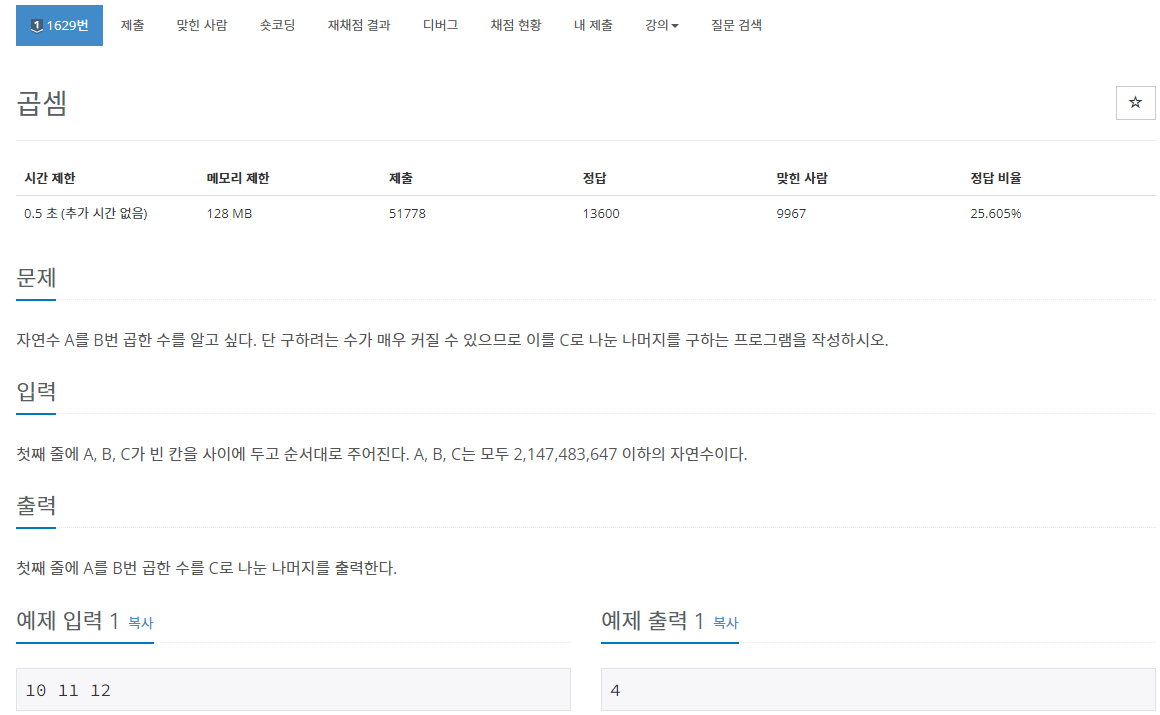 1 1629번 제출 맞힌 사람 숏코딩 재채점 결과 디버그 채점 현황 내 제출 강의 질문 검색
곱셈
시간 제한 메모리 제한 제출 정답 맞힌 사람 정답 비율
0.5 초 (추가 시간 없음) 128 MB 51778 13600 9967 25.605%
문제
자연수 A를 B번 곱한 수를 알고 싶다. 단 구하려는 수가 매우 커질 수 있으므로 이를 C로 나눈 나머지를 구하는 프로그램을 작성하시오.
입력
첫째 줄에 A, B, C가 빈 칸을 사이에 두고 순서대로 주어진다. A, B, C는 모두 2,147,483,647 이하의 자연수이다.
출력
첫째 줄에 A를 B번 곱한 수를 C로 나눈 나머지를 출력한다.
예제 입력 1 복사 예제 출력 1 복사
10 11 12 4